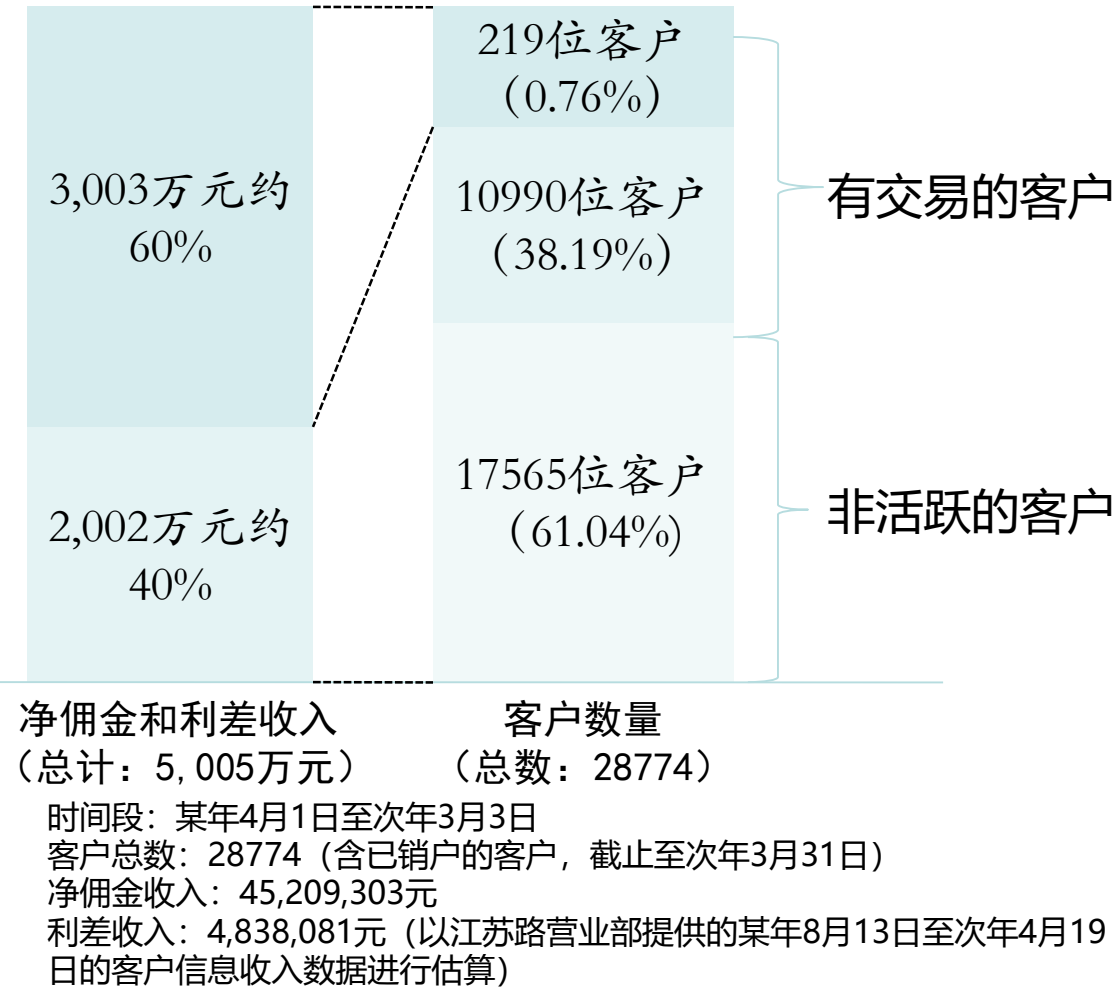 3,003万元约
60%
2,002万元约
40%
219位客户
(0.76%)
10990位客户
(38.19%)
17565位客户
(61.04%)
有交易的客户
非活跃的客户
净佣金和利差收入
(总计：5,005万元)
客户数量
(总数：28774)
时间段：某年4月1日至次年3月3日
客户总数：28774（含已销户的客户，截止至次年3月31日）
净佣金收入：45,209,303元
利差收入：4,838,081元（以江苏路营业部提供的某年8月13日至次年4月19
日的客户信息收入数据进行估算）